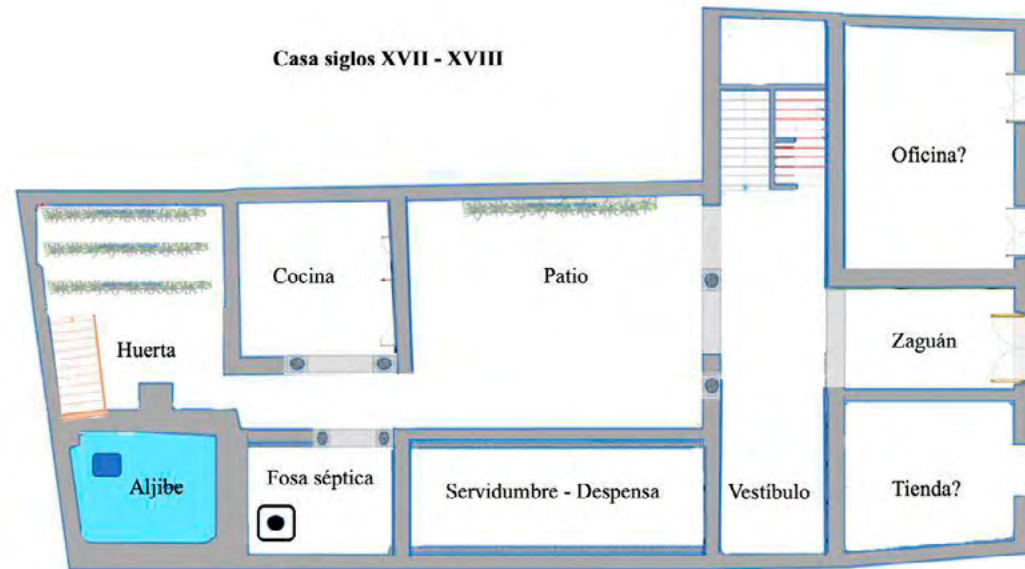 Casa siglos XVII - XVIII
Oficina?
Cocina
Patio
Zaguán
Huerta
Aljibe
Fosa séptica
Servidumbre - Despensa
Vestíbulo
Tienda?